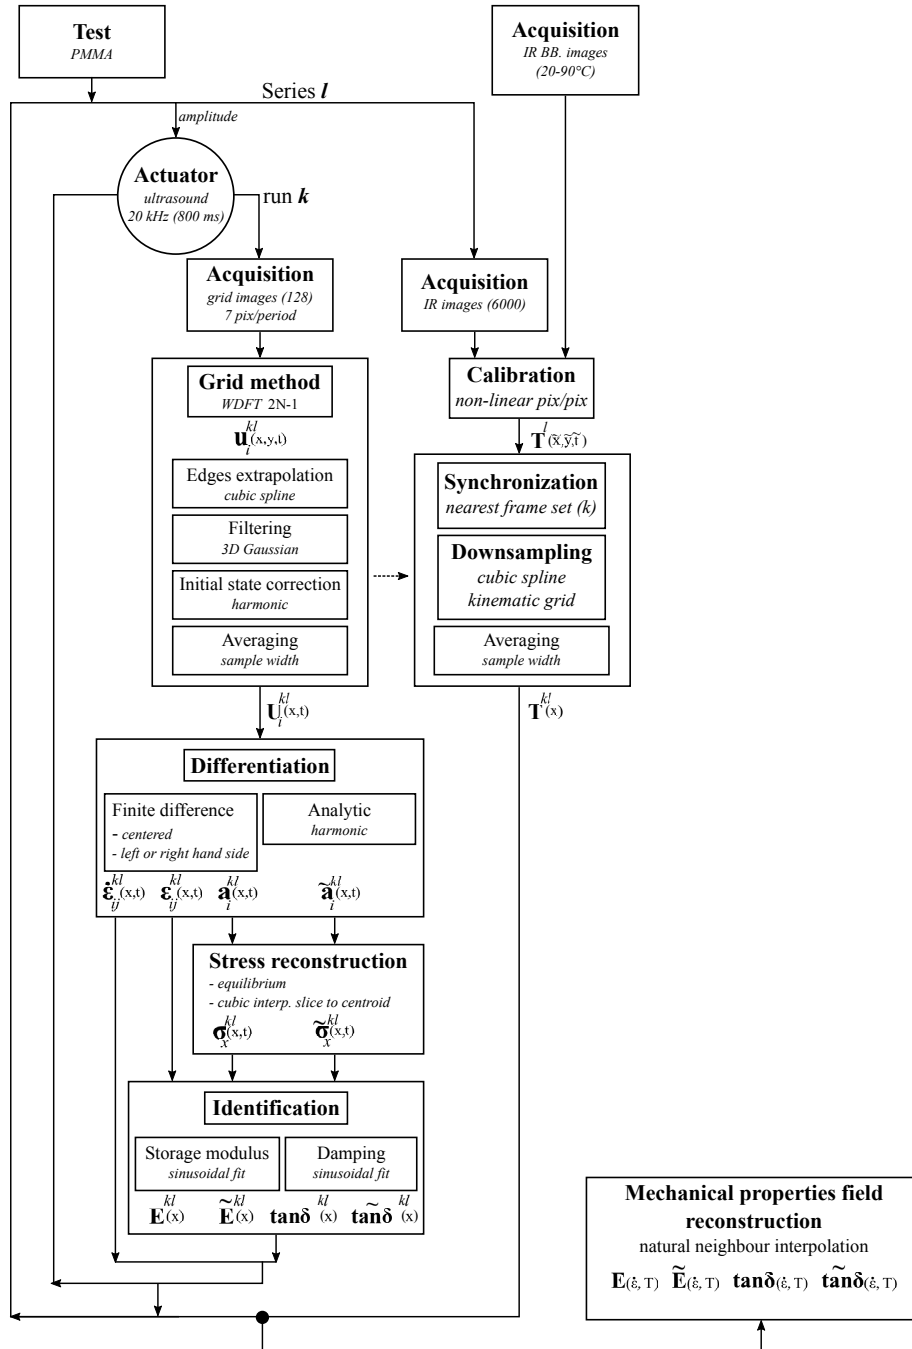 Test
PMMA
Acquisition
IR BB. images
(20-90°C)
Series l
amplitude
Actuator
ultrasound
20 kHz (800 ms)
run k
Acquisition
grid images (128)
7 pix/period
Acquisition
IR images (6000)
Grid method
WDFT 2N-1
u_i^{kl}(x,y,t)
Edges extrapolation
cubic spline
Filtering
3D Gaussian
Initial state correction
harmonic
Averaging
sample width
Calibration
non-linear pix/pix
T^l(x̃,ỹ,t̃)
Synchronization
nearest frame set (k)
Downsampling
cubic spline
kinematic grid
Averaging
sample width
U_i^{kl}(x,t)
T^{kl}(x)
Differentiation
Finite difference
- centered
- left or right hand side
Analytic
harmonic
ε̇_{ij}^{kl}(x,t) ε_{ij}^{kl}(x,t) a_i^{kl}(x,t) ã_i^{kl}(x,t)
Stress reconstruction
- equilibrium
- cubic interp. slice to centroid
σ_x^{kl}(x,t) σ̃_x^{kl}(x,t)
Identification
Storage modulus
sinusoidal fit
Damping
sinusoidal fit
E^{kl}(x) Ẽ^{kl}(x) tanδ^{kl}(x) tañδ^{kl}(x)
Mechanical properties field
reconstruction
natural neighbour interpolation
E(ε̇, T) Ẽ(ε̇, T) tanδ(ε̇, T) tañδ(ε̇, T)